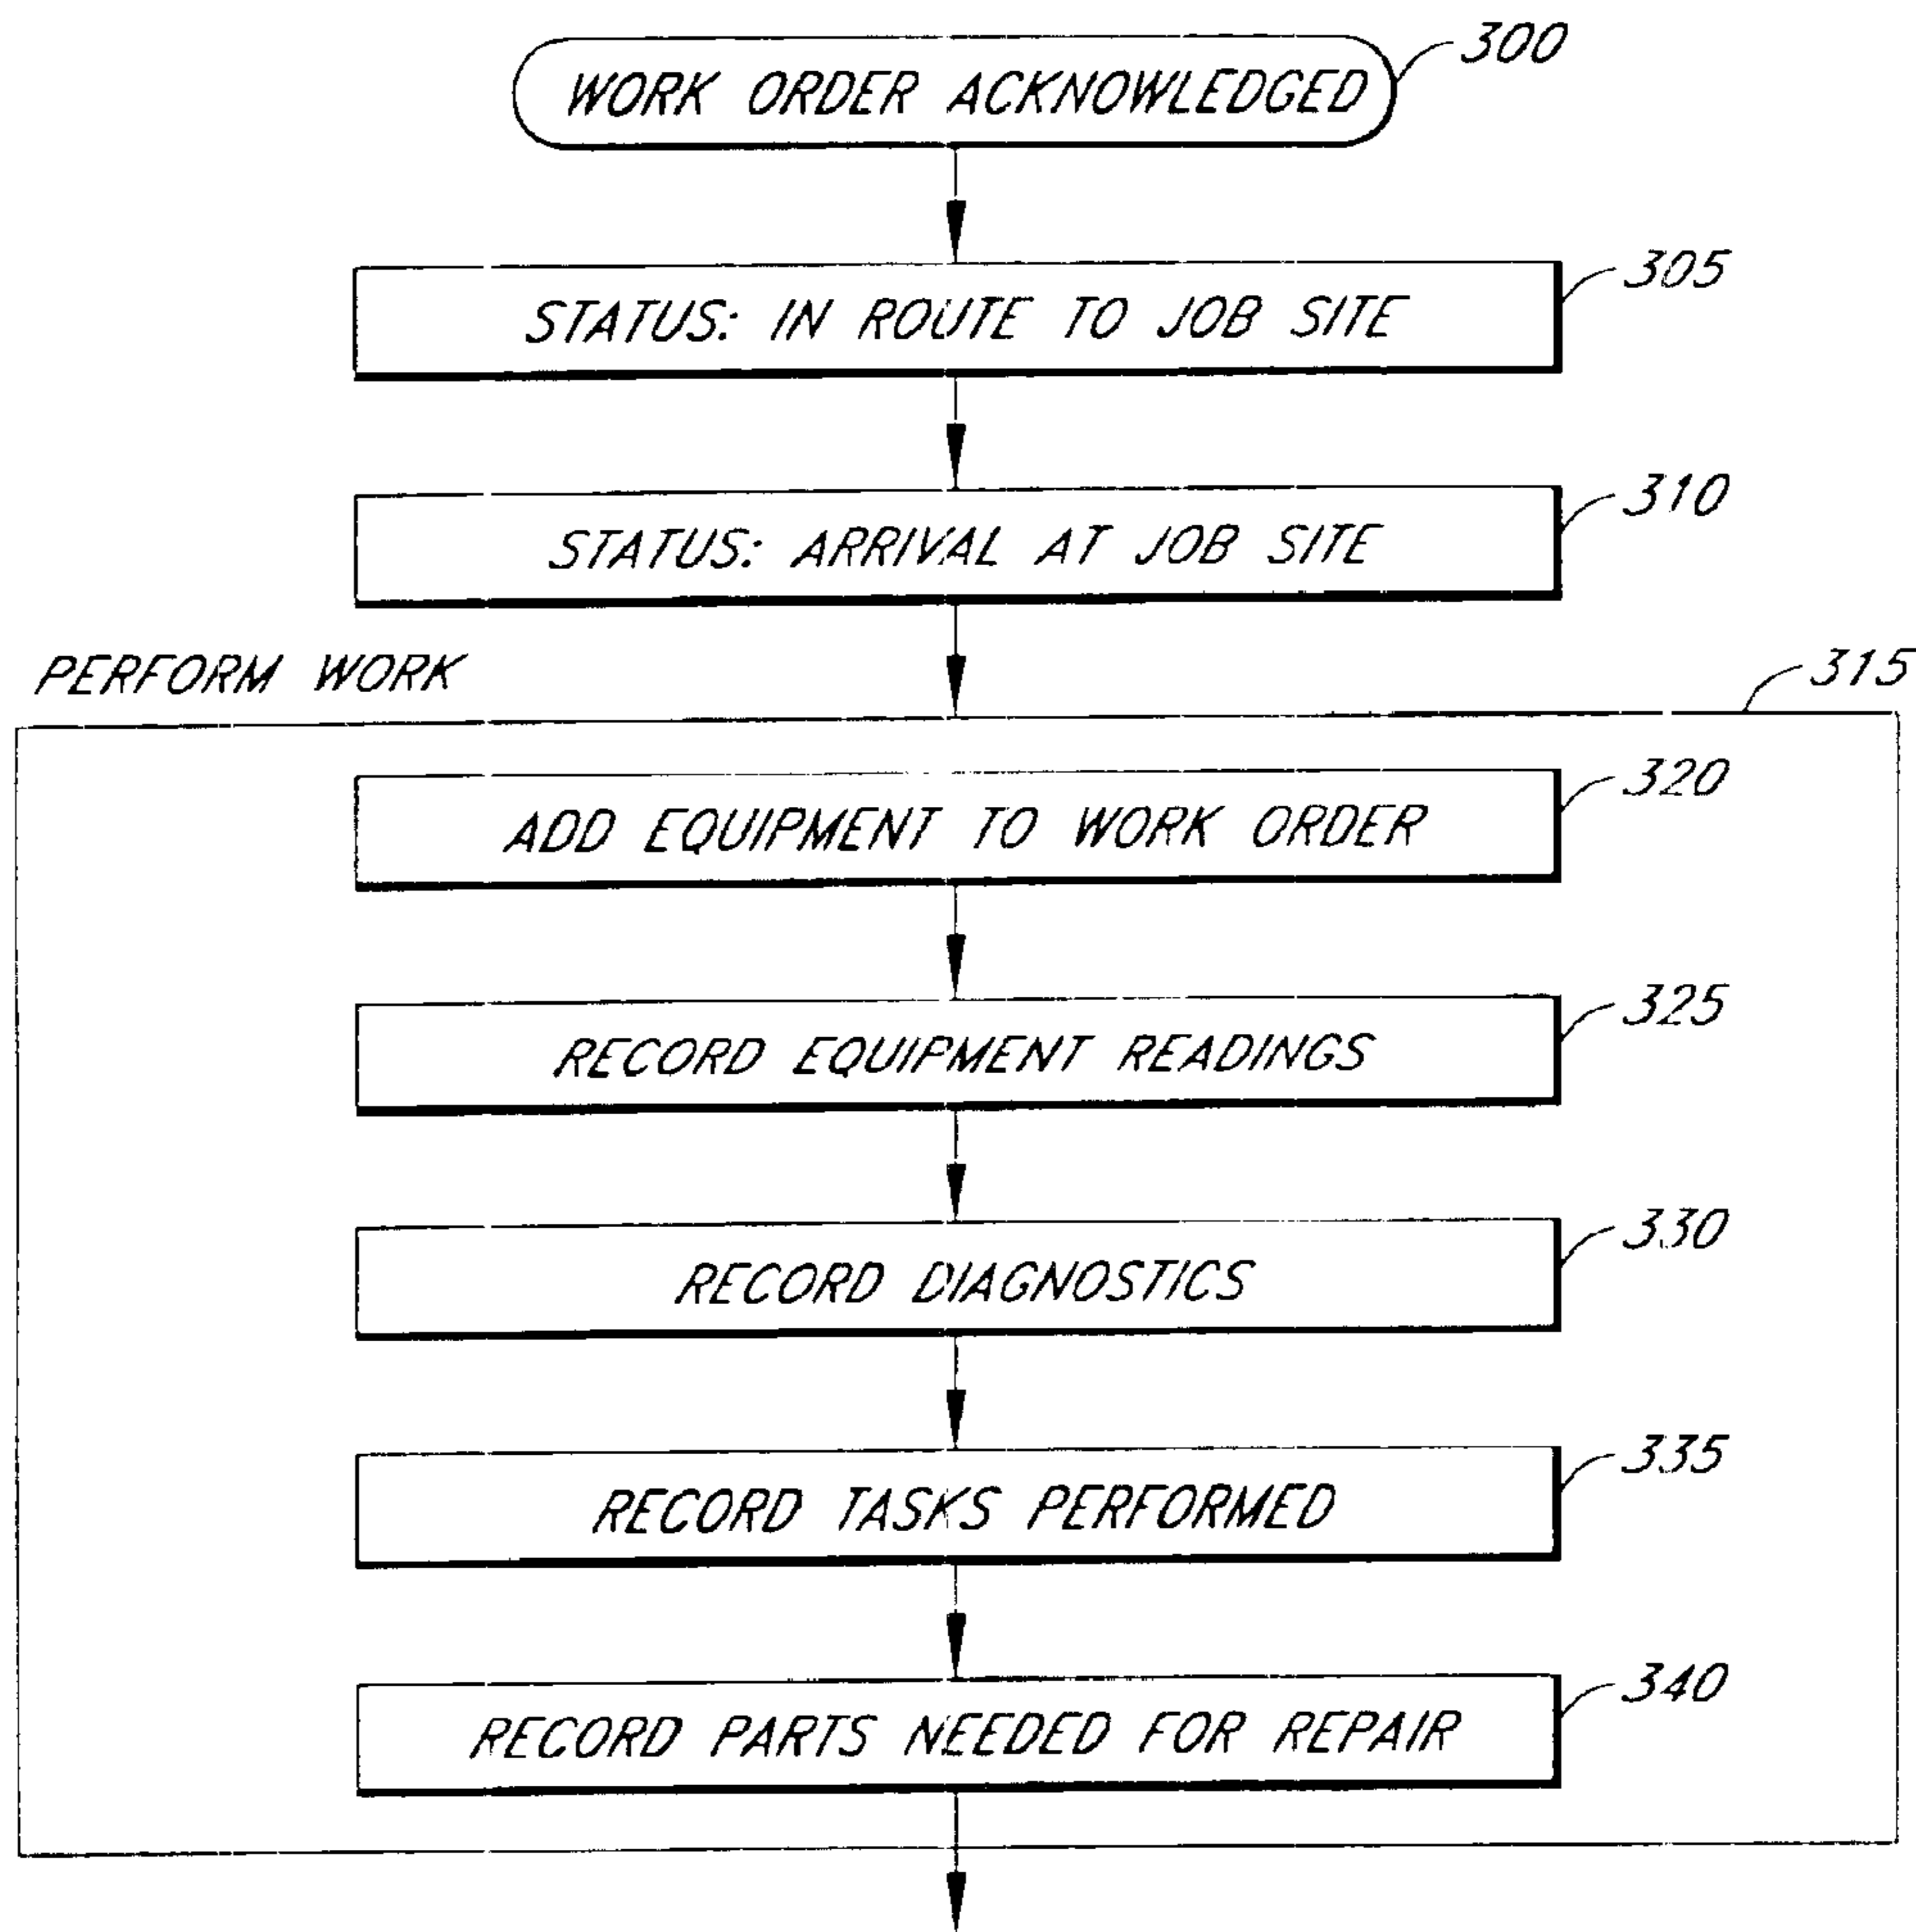 WORK ORDER ACKNOWLEDGED
300
STATUS: IN ROUTE TO JOB SITE
305
STATUS: ARRIVAL AT JOB SITE
310
PERFORM WORK
315
ADD EQUIPMENT TO WORK ORDER
320
RECORD EQUIPMENT READINGS
325
RECORD DIAGNOSTICS
330
RECORD TASKS PERFORMED
335
RECORD PARTS NEEDED FOR REPAIR
340